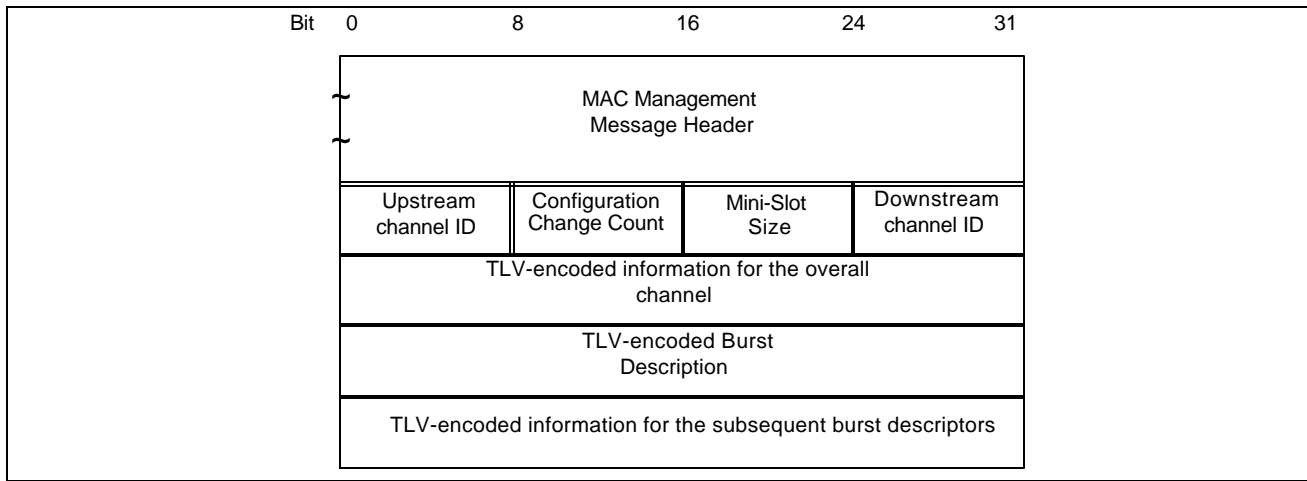 Bit 0 8 16 24 31
~
MAC Management
Message Header
~
Upstream Configuration Mini-Slot Downstream
channel ID Change Count Size channel ID
TLV-encoded information for the overall
channel
TLV-encoded Burst
Description
TLV-encoded information for the subsequent burst descriptors